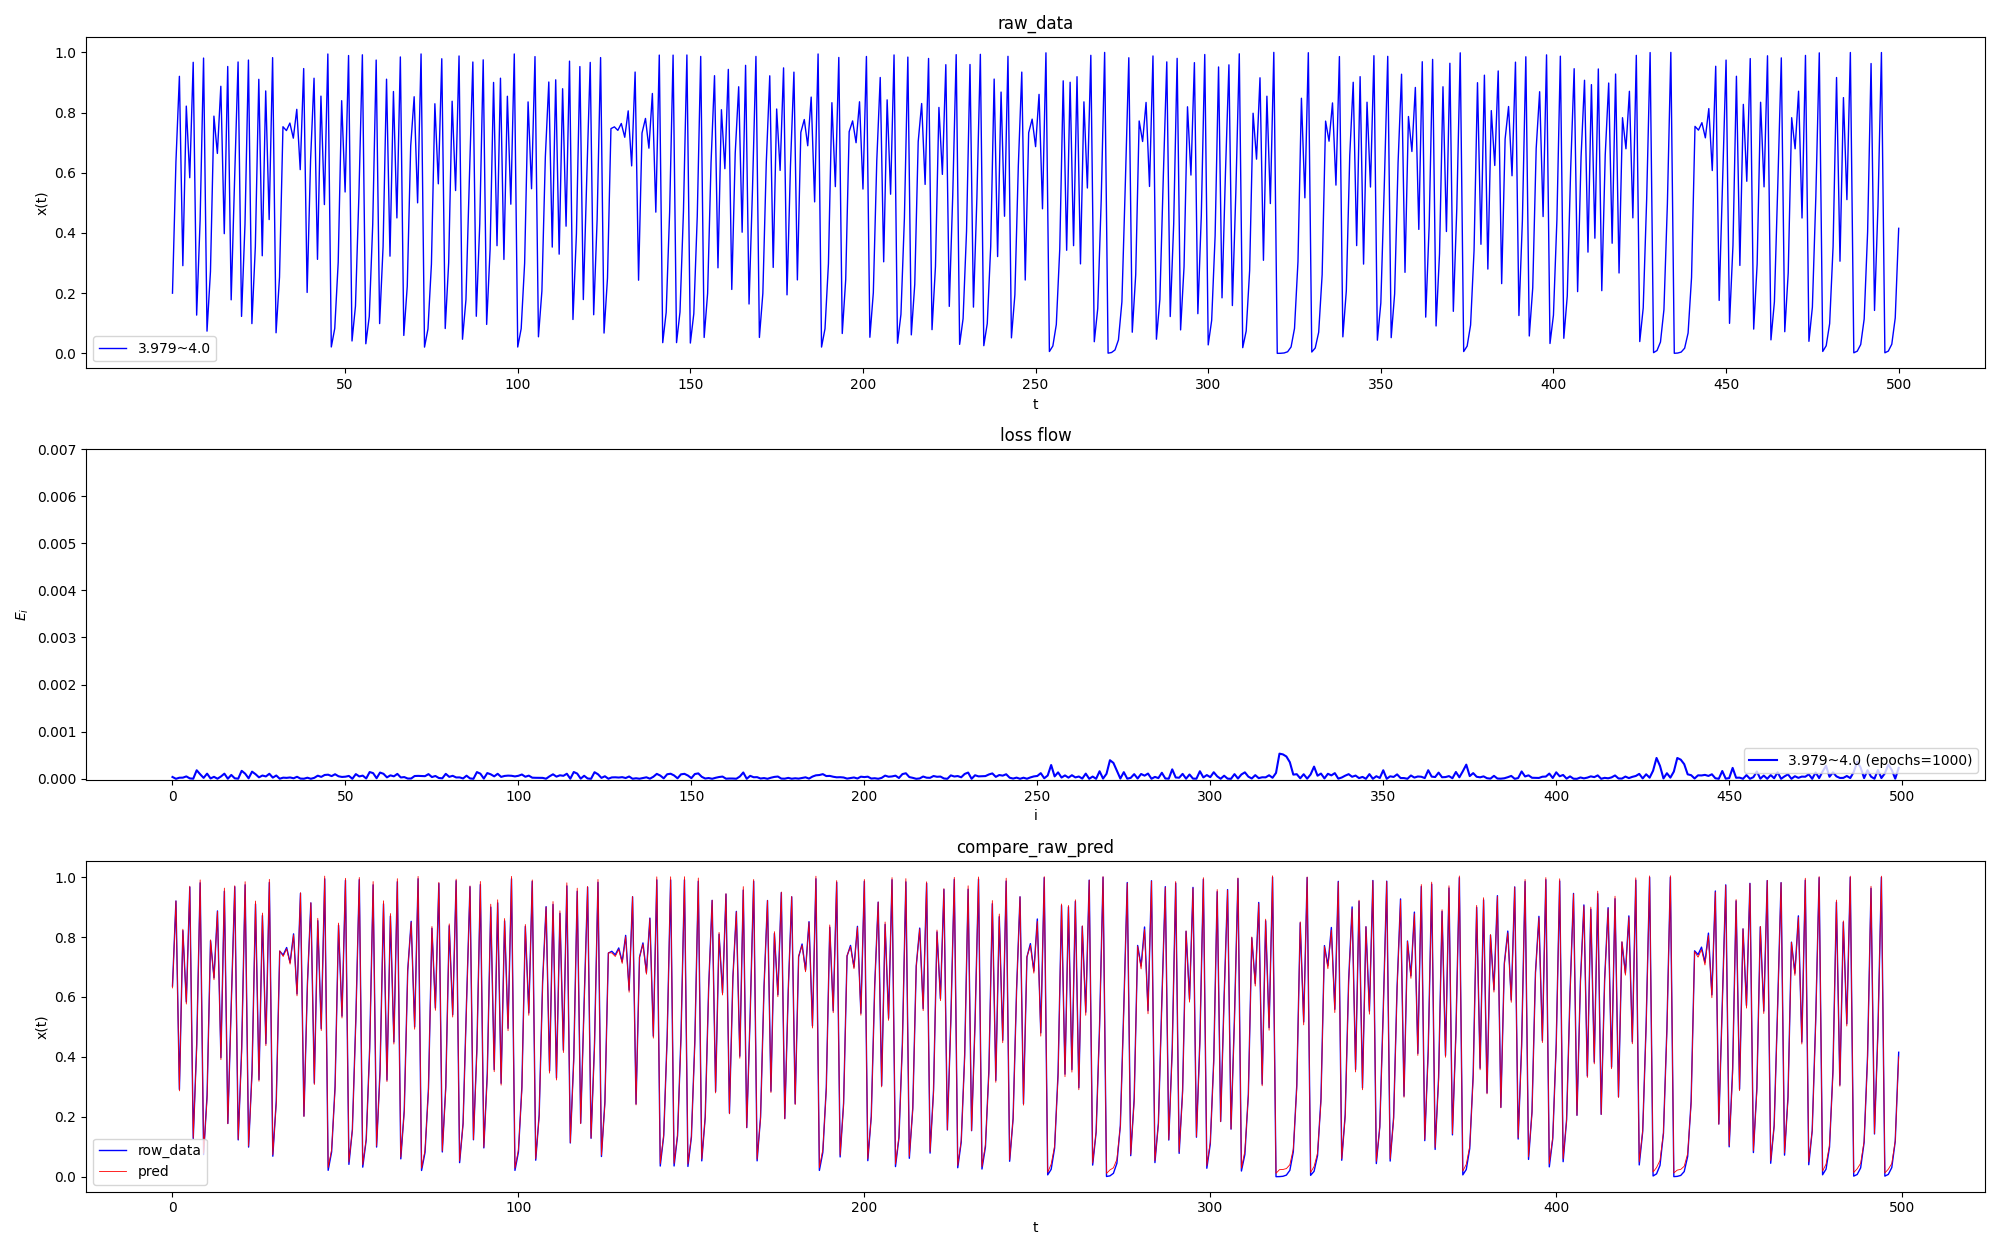 raw_data
1.0
0.8
0.6
0.4
0.2
0.0
x(t)
3.979~4.0
50 100 150 200 250 300 350 400 450 500
t
loss flow
0.007
0.006
0.005
0.004
0.003
0.002
0.001
0.000
E_i
3.979~4.0 (epochs=1000)
0 50 100 150 200 250 300 350 400 450 500
i
compare_raw_pred
1.0
0.8
0.6
0.4
0.2
0.0
x(t)
row_data
pred
0 100 200 300 400 500
t